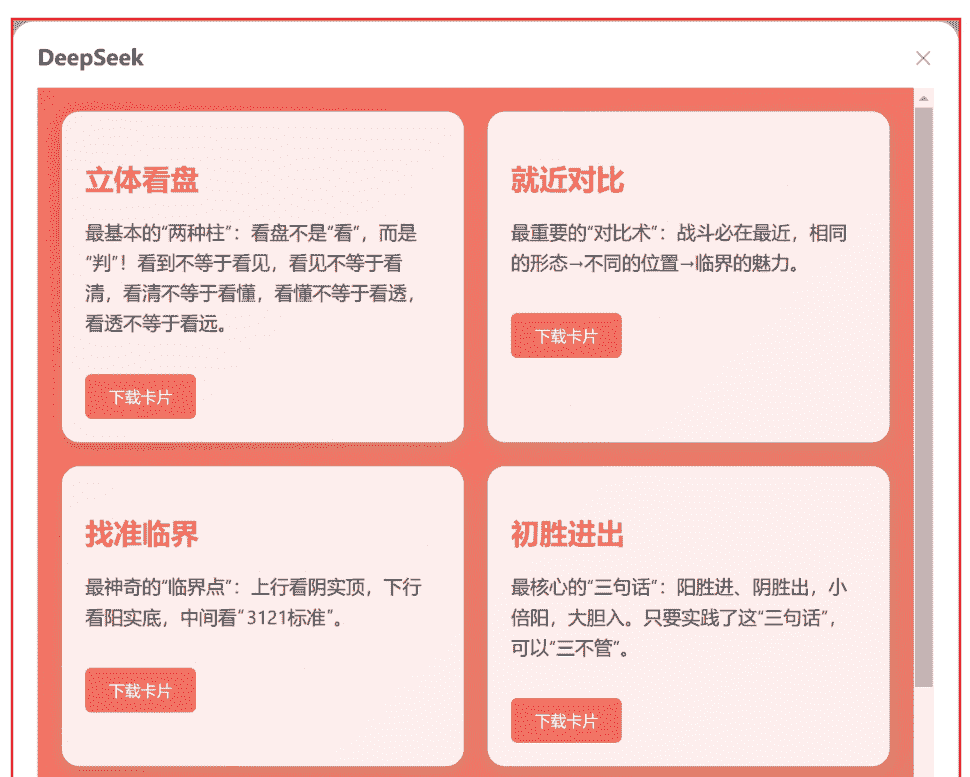 DeepSeek
立体看盘
最基本的“两种柱”：看盘不是“看”，而是
“判”！看到不等于看见，看见不等于看
清，看清不等于看懂，看懂不等于看透，
看透不等于看远。
下载卡片
就近对比
最重要的“对比术”：战斗必在最近，相同
的形态→不同的位置→临界的魅力。
下载卡片
找准临界
最神奇的“临界点”：上行看阴实顶，下行
看阳实底，中间看“3121标准”。
下载卡片
初胜进出
最核心的“三句话”：阳胜进、阴胜出，小
倍阳，大胆入。只要实践了这“三句话”，
可以“三不管”。
下载卡片